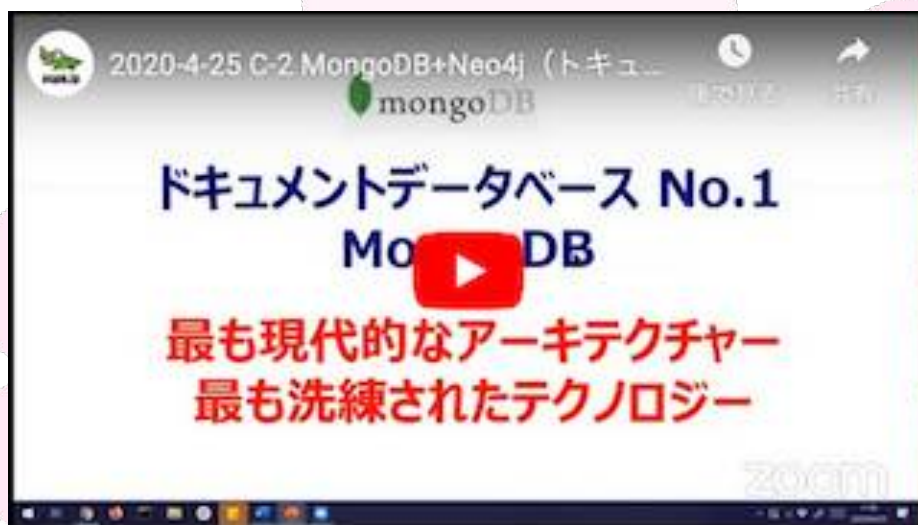 2020-4-25 C-2 MongoDB+Neo4j（トキュ...
mongoDB
ドキュメントデータベース No.1
Mo DB
最も現代的なアーキテクチャー
最も洗練されたテクノロジー
zoom